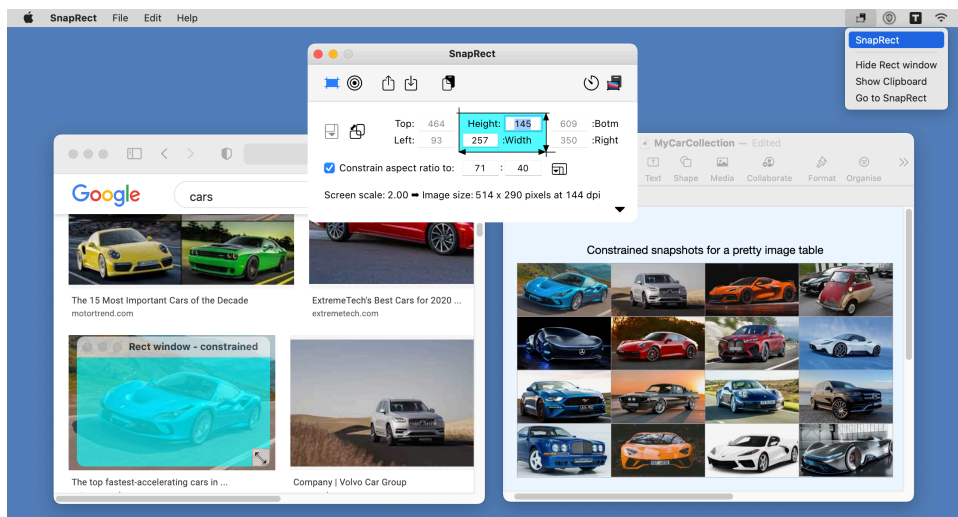 SnapRect File Edit Help
SnapRect
Hide Rect window
Show Clipboard
Go to SnapRect
SnapRect
Top: 464 Height: 145 609 :Botm
Left: 93 257 :Width 350 :Right
Constrain aspect ratio to: 71 : 40
Screen scale: 2.00 ➡ Image size: 514 x 290 pixels at 144 dpi
Google
cars
The 15 Most Important Cars of the Decade
motortrend.com
ExtremeTech's Best Cars for 2020 ...
extremetech.com
Rect window - constrained
The top fastest-accelerating cars in ...
Company | Volvo Car Group
MyCarCollection — Edited
Text Shape Media Collaborate Format Organise
Constrained snapshots for a pretty image table